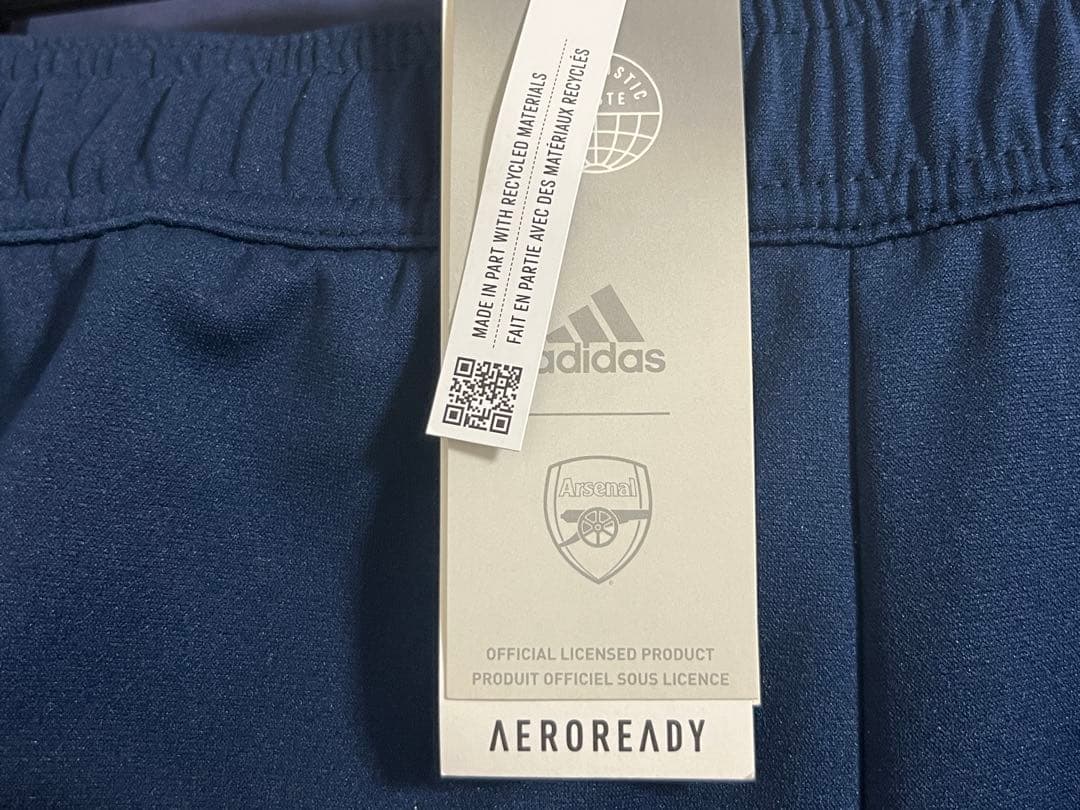 MADE IN PART WITH RECYCLED MATERIALS
FAIT EN PARTIE AVEC DES MATÉRIAUX RECYCLÉS
adidas
Arsenal
OFFICIAL LICENSED PRODUCT
PRODUIT OFFICIEL SOUS LICENCE
AEROREADY